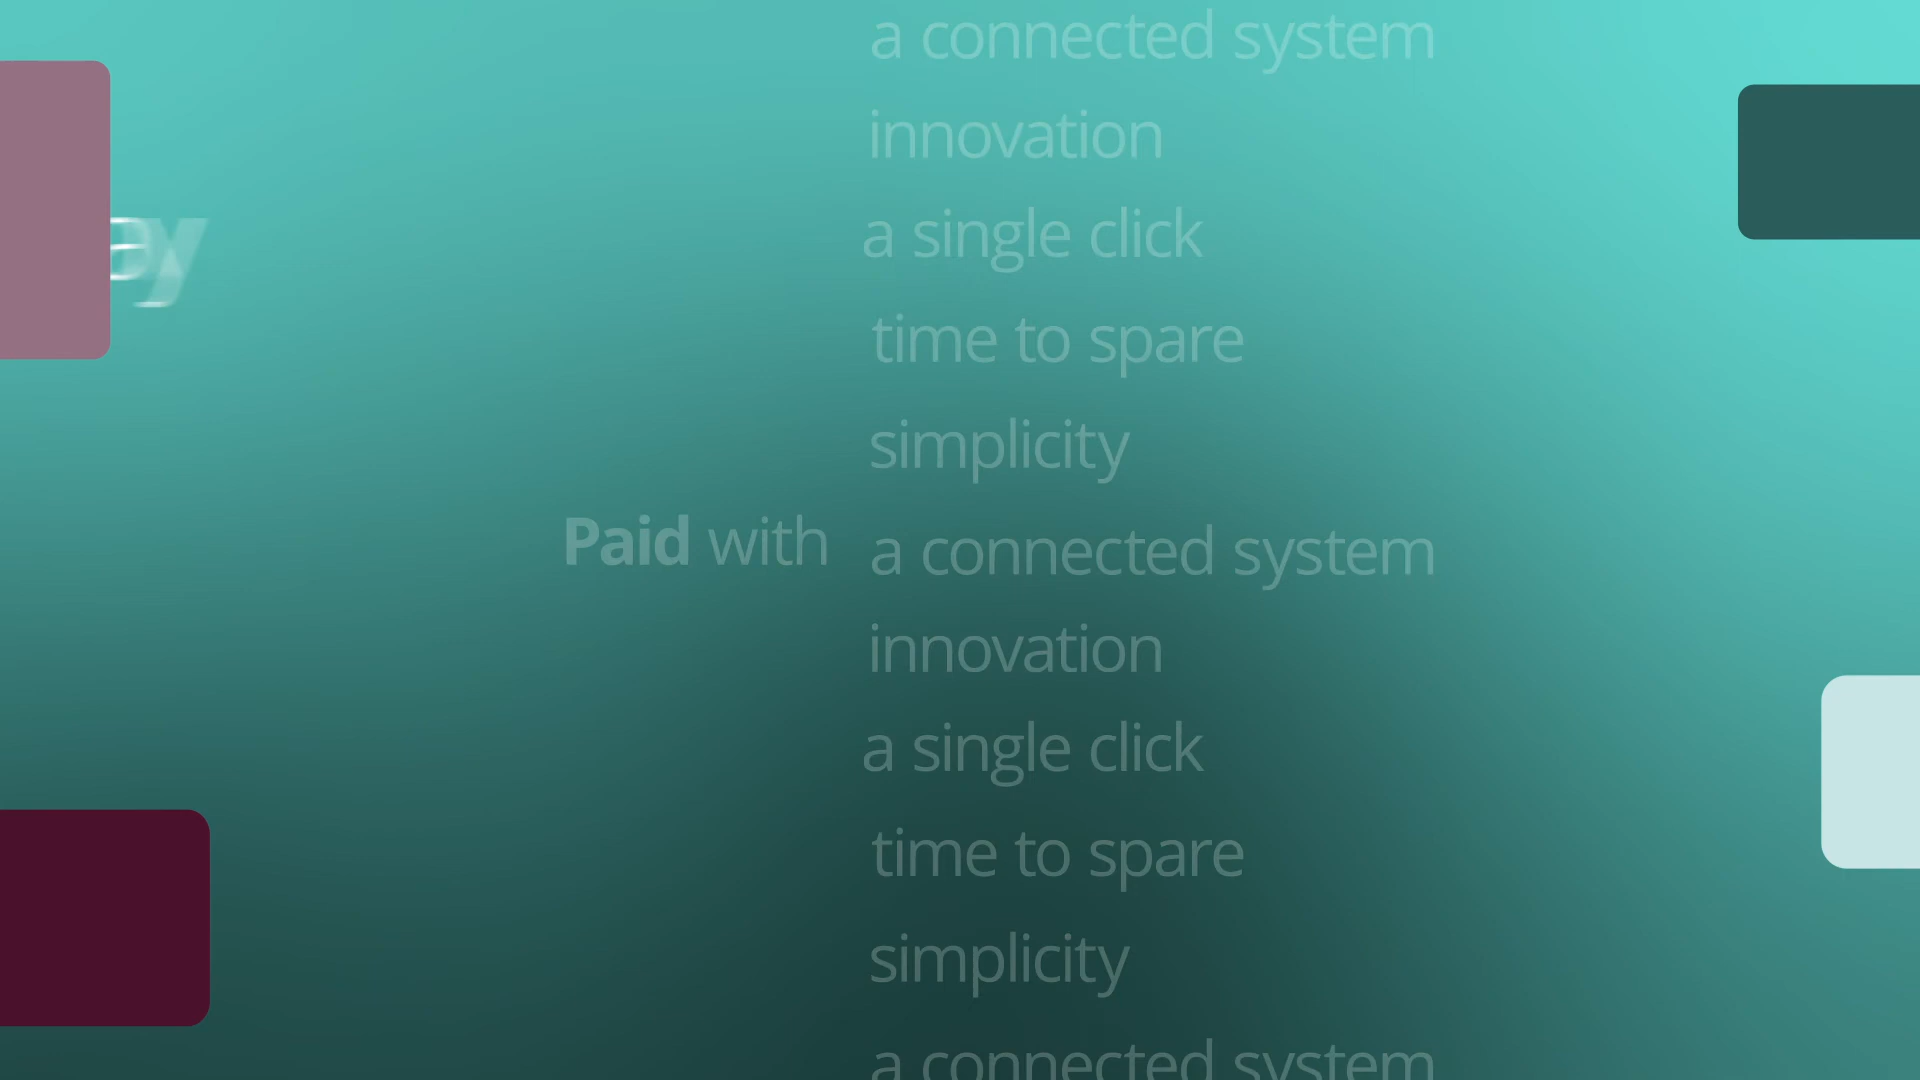 a connected system
innovation
a single click
time to spare
simplicity
Paid with a connected system
innovation
a single click
time to spare
simplicity
a connected system